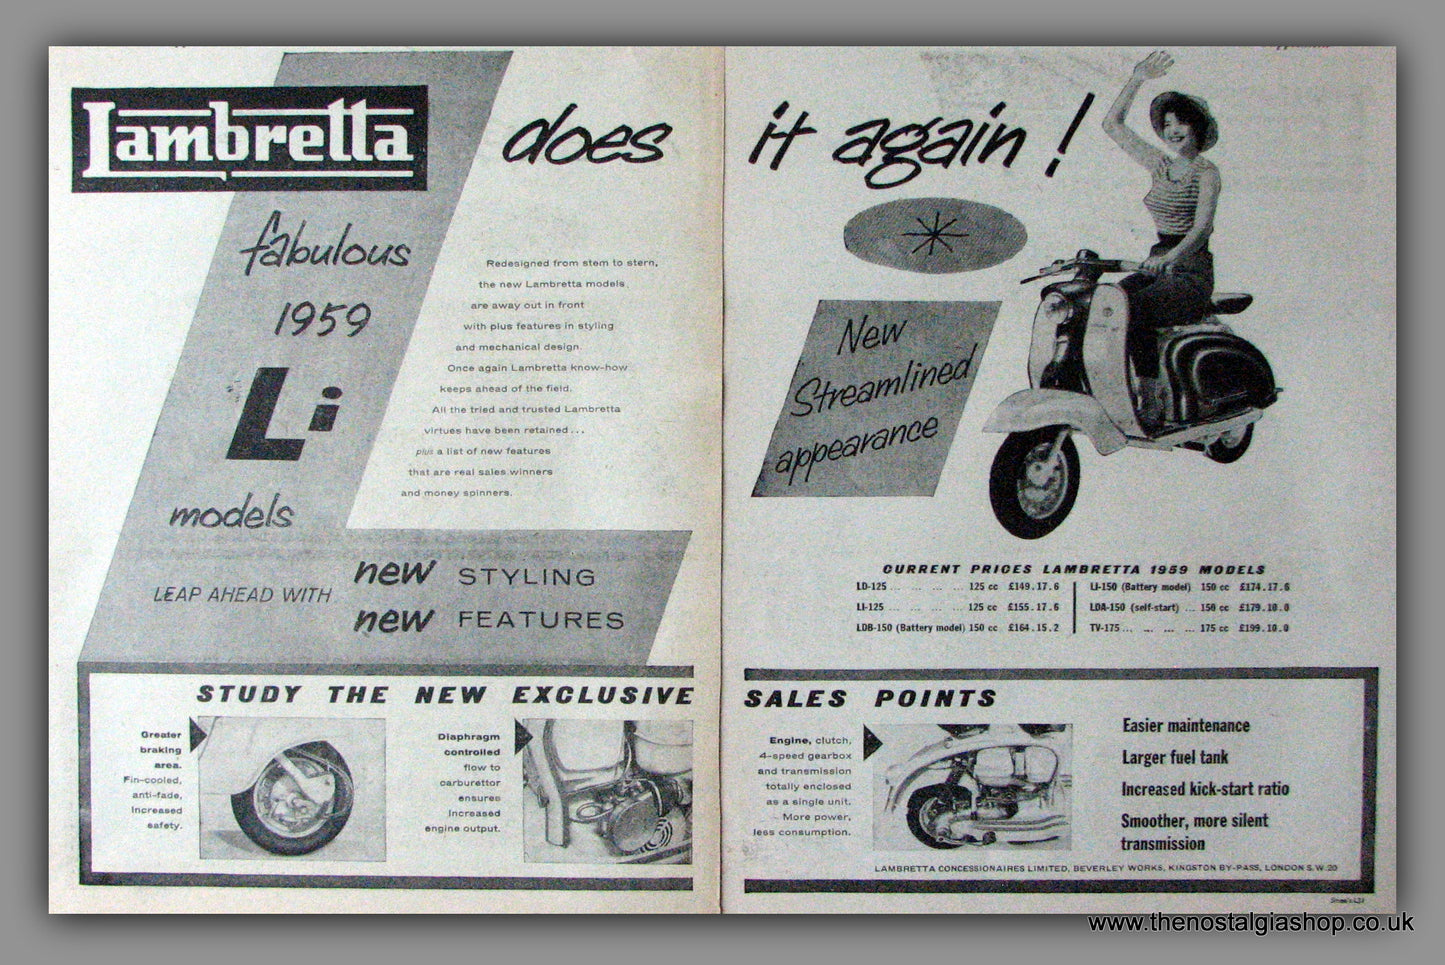 Lambretta does it again!
fabulous
1959
Li
models
Redesigned from stem to stern,
the new Lambretta models
are away out in front
with plus features in styling
and mechanical design.
Once again Lambretta know-how
keeps ahead of the field.
All the tried and trusted Lambretta
virtues have been retained...
plus a list of new features
that are real sales winners
and money spinners.
LEAP AHEAD WITH
new STYLING
new FEATURES
New
Streamlined
appearance
CURRENT PRICES LAMBRETTA 1959 MODELS
LD-125 ... ... ... ... 125 cc £149.17.6
LI-125 ... ... ... ... 125 cc £155.17.6
LDB-150 (Battery model) 150 cc £164.15.2
LI-150 (Battery model) 150 cc £174.17.6
LDA-150 (self-start) ... 150 cc £179.10.0
TV-175 ... ... ... ... 175 cc £199.10.0
STUDY THE NEW EXCLUSIVE SALES POINTS
Greater
braking
area.
Fin-cooled,
anti-fade,
Increased
safety.
Diaphragm
controlled
flow to
carburettor
ensures
Increased
engine output.
Engine, clutch,
4-speed gearbox
and transmission
totally enclosed
as a single unit.
More power,
less consumption.
Easier maintenance
Larger fuel tank
Increased kick-start ratio
Smoother, more silent
transmission
LAMBRETTA CONCESSIONAIRES LIMITED, BEVERLEY WORKS, KINGSTON BY-PASS, LONDON S.W.20
www.thenostalgiashop.co.uk